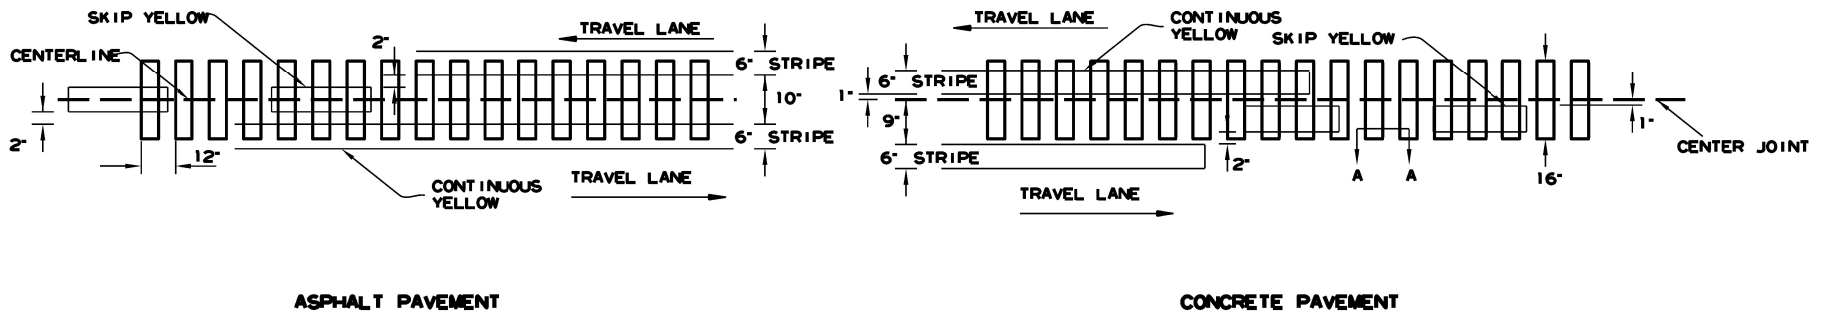 SKIP YELLOW
CENTERLINE
2"
TRAVEL LANE
6" STRIPE
10"
6" STRIPE
2"
12"
CONTINUOUS
YELLOW
TRAVEL LANE
ASPHALT PAVEMENT
TRAVEL LANE
CONTINUOUS
YELLOW
SKIP YELLOW
6" STRIPE
1"
9"
6" STRIPE
2"
A
A
16"
1"
CENTER JOINT
TRAVEL LANE
CONCRETE PAVEMENT